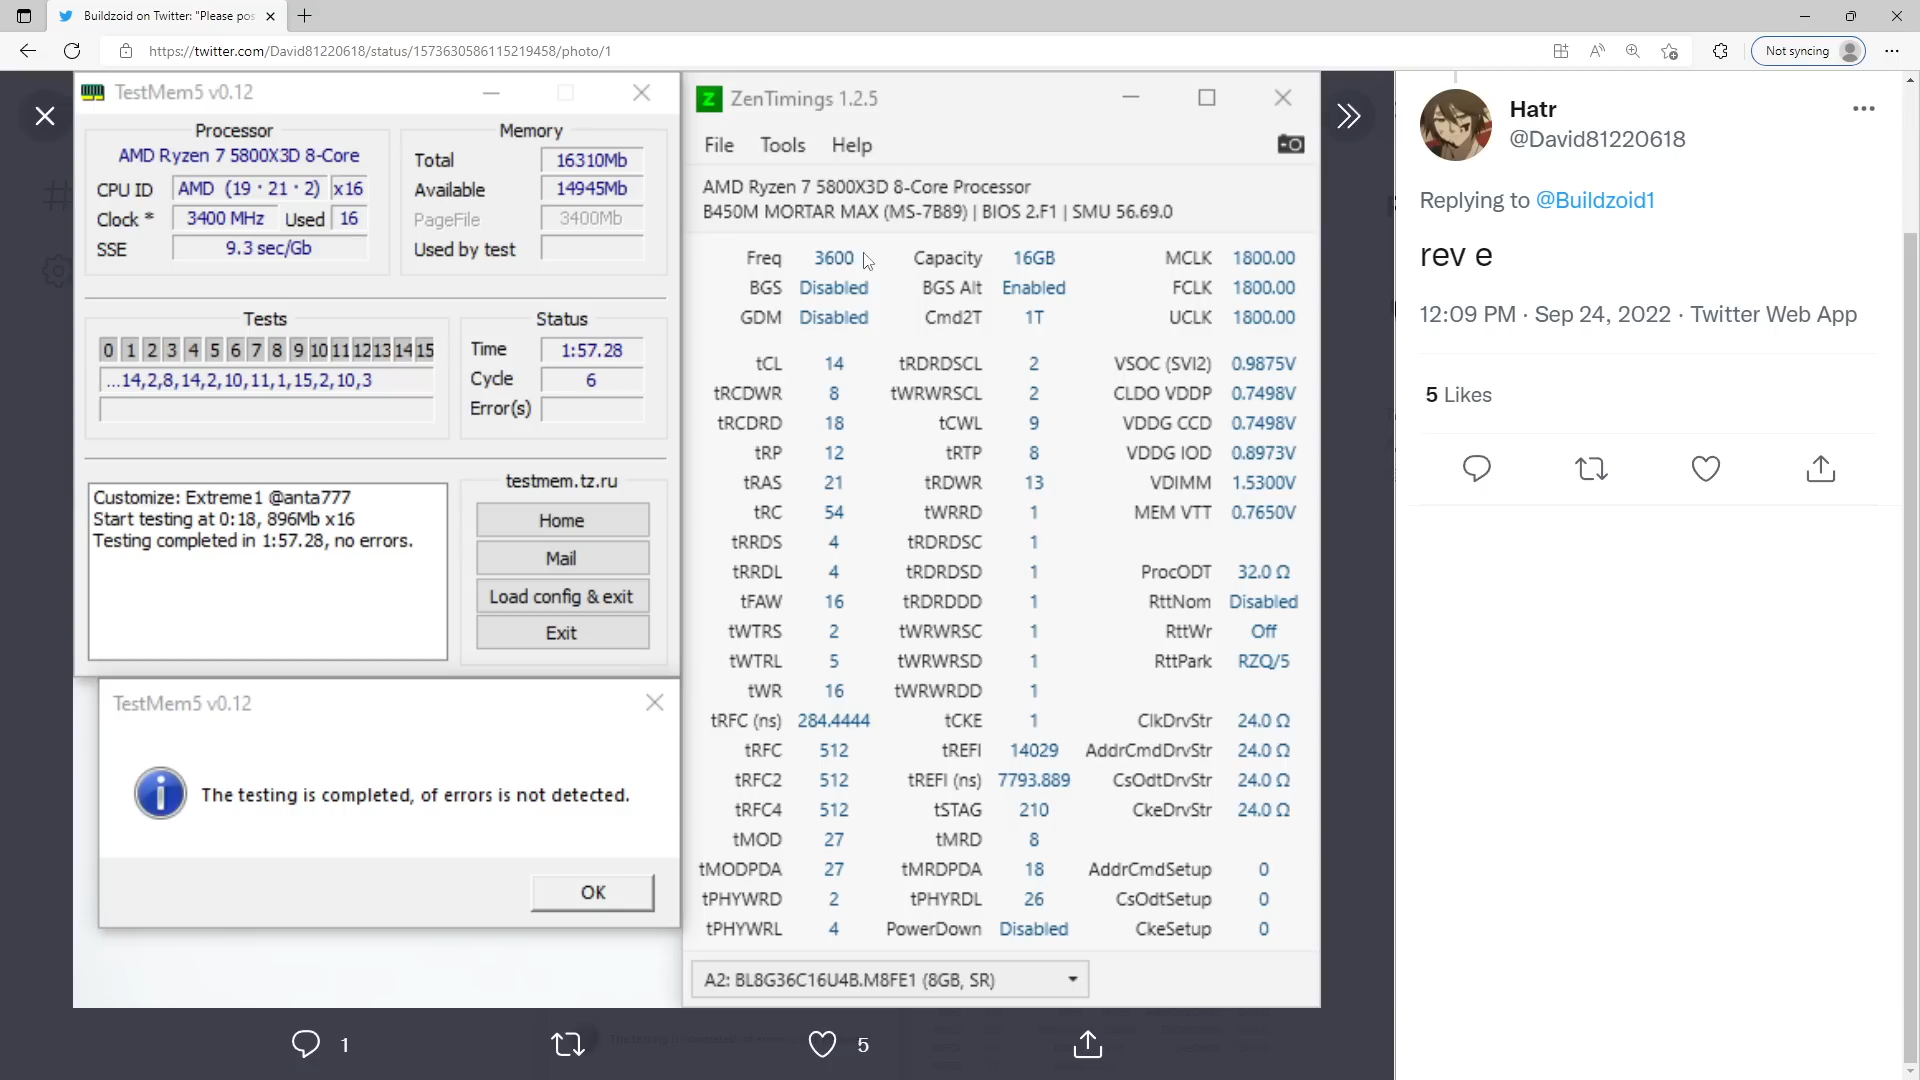 Buildzoid on Twitter: "Please pos
https://twitter.com/David81220618/status/1573630586115219458/photo/1
Not syncing
TestMem5 v0.12
Processor
AMD Ryzen 7 5800X3D 8-Core
CPU ID AMD (19 · 21 · 2) x16
Clock * 3400 MHz Used 16
SSE 9.3 sec/Gb
Memory
Total 16310Mb
Available 14945Mb
PageFile 3400Mb
Used by test
Tests
0 1 2 3 4 5 6 7 8 9 10 11 12 13 14 15
...14,2,8,14,2,10,11,1,15,2,10,3
Status
Time 1:57.28
Cycle 6
Error(s)
Customize: Extreme1 @anta777
Start testing at 0:18, 896Mb x16
Testing completed in 1:57.28, no errors.
testmem.tz.ru
Home
Mail
Load config & exit
Exit
TestMem5 v0.12
The testing is completed, of errors is not detected.
OK
Z ZenTimings 1.2.5
File Tools Help
AMD Ryzen 7 5800X3D 8-Core Processor
B450M MORTAR MAX (MS-7B89) | BIOS 2.F1 | SMU 56.69.0
Freq 3600 Capacity 16GB MCLK 1800.00
BGS Disabled BGS Alt Enabled FCLK 1800.00
GDM Disabled Cmd2T 1T UCLK 1800.00
tCL 14 tRDRDSCL 2 VSOC (SVI2) 0.9875V
tRCDWR 8 tWRWRSCL 2 CLDO VDDP 0.7498V
tRCDRD 18 tCWL 9 VDDG CCD 0.7498V
tRP 12 tRTP 8 VDDG IOD 0.8973V
tRAS 21 tRDWR 13 VDIMM 1.5300V
tRC 54 tWRRD 1 MEM VTT 0.7650V
tRRDS 4 tRDRDSC 1
tRRDL 4 tRDRDSD 1 ProcODT 32.0 Ω
tFAW 16 tRDRDDD 1 RttNom Disabled
tWTRS 2 tWRWRSC 1 RttWr Off
tWTRL 5 tWRWRSD 1 RttPark RZQ/5
tWR 16 tWRWRDD 1
tRFC (ns) 284.4444 tCKE 1 ClkDrvStr 24.0 Ω
tRFC 512 tREFI 14029 AddrCmdDrvStr 24.0 Ω
tRFC2 512 tREFI (ns) 7793.889 CsOdtDrvStr 24.0 Ω
tRFC4 512 tSTAG 210 CkeDrvStr 24.0 Ω
tMOD 27 tMRD 8
tMODPDA 27 tMRDPDA 18 AddrCmdSetup 0
tPHYWRD 2 tPHYRDL 26 CsOdtSetup 0
tPHYWRL 4 PowerDown Disabled CkeSetup 0
A2: BL8G36C16U4B.M8FE1 (8GB, SR)
1 5
Hatr
@David81220618
Replying to @Buildzoid1
rev e
12:09 PM · Sep 24, 2022 · Twitter Web App
5 Likes